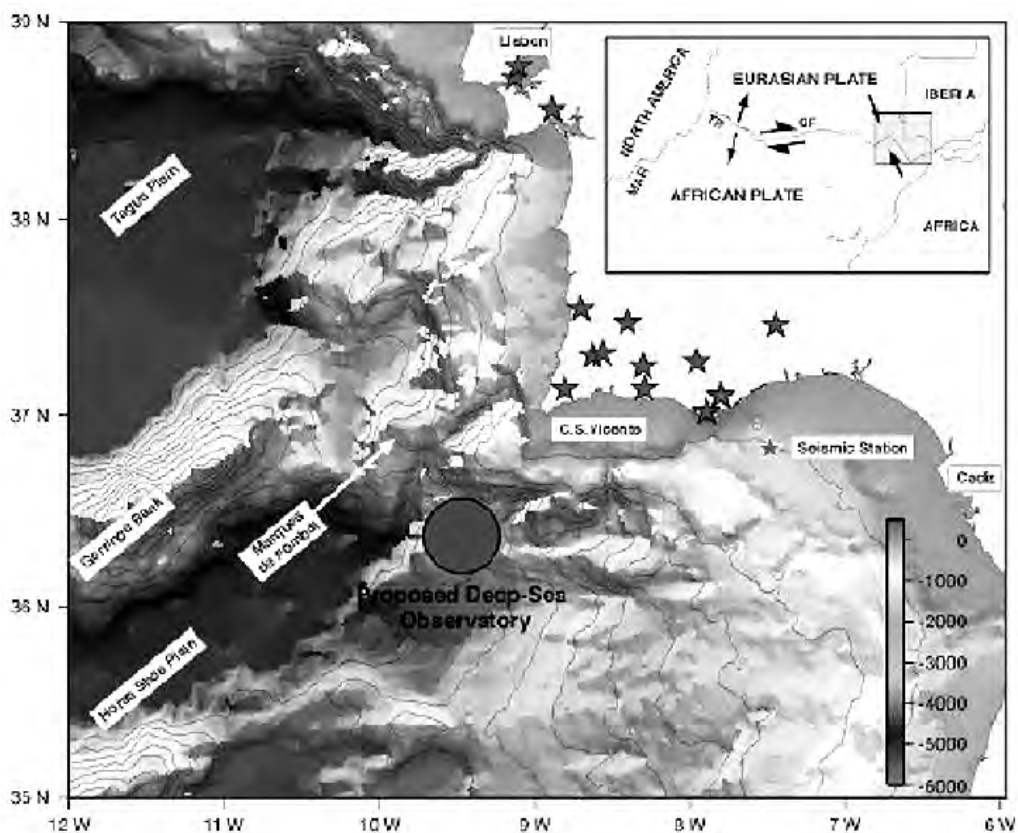 30 N
38 N
37 N
36 N
35 N
12 W
11 W
10 W
9 W
8 W
7 W
6 W
Lisbon
EURASIAN PLATE
IBERIA
NORTH AMERICA
GF
MAR
AFRICAN PLATE
AFRICA
Tagus Plain
C.S. Vicente
Seismic Station
Cadiz
Gorringe Bank
Marques
de Pombal
Proposed Deep-Sea
Observatory
Horse Shoe Plain
0
-1000
-2000
-3000
-4000
-5000
-6000